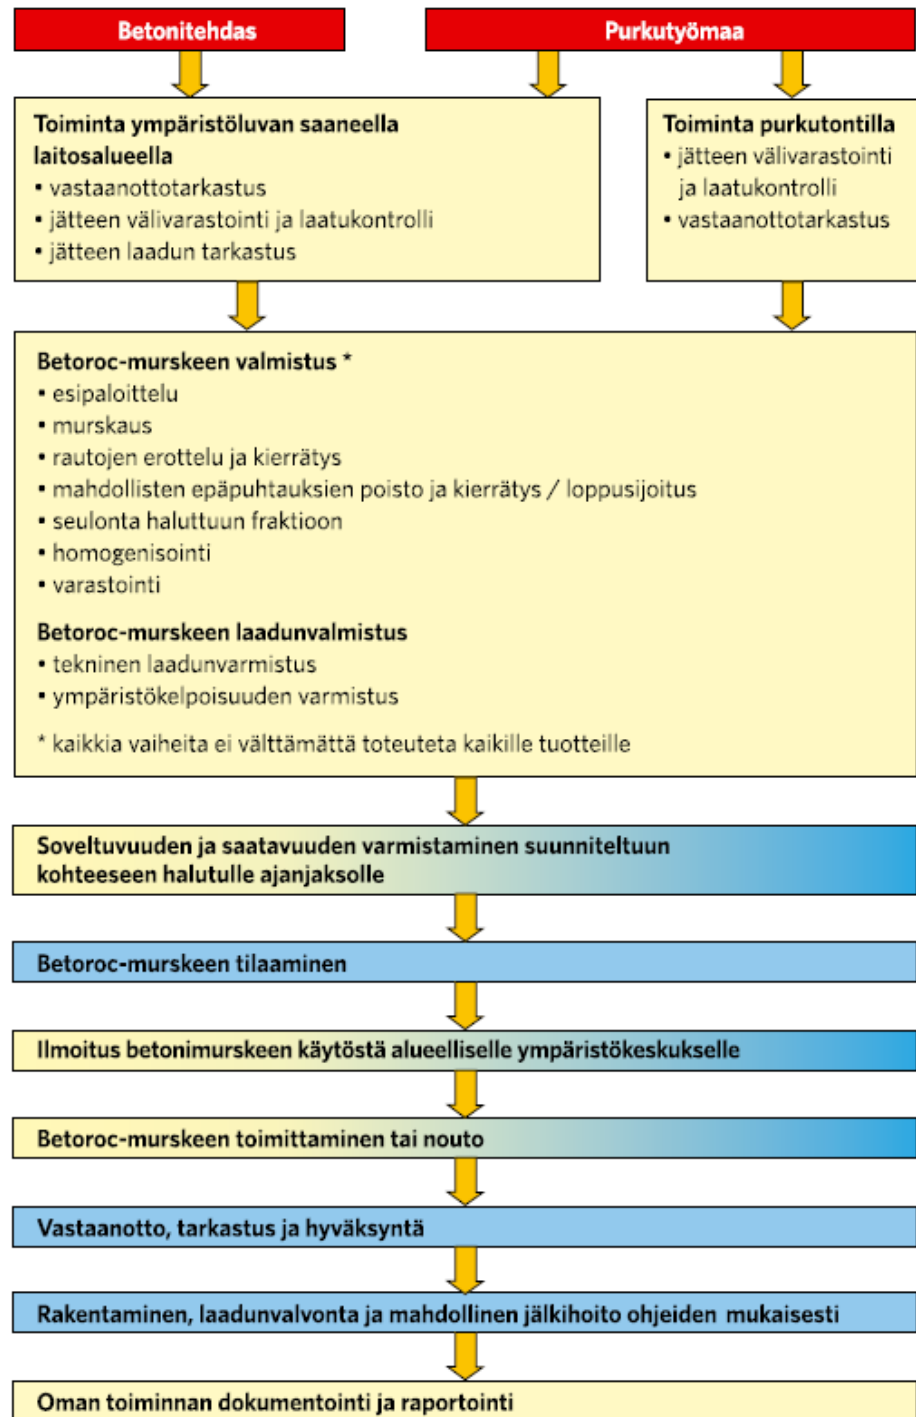 Betonitehdas
Purkutyömaa
Toiminta ympäristöluvan saaneella
laitosalueella
• vastaanottotarkastus
• jätteen välivarastointi ja laatukontrolli
• jätteen laadun tarkastus
Toiminta purkutontilla
• jätteen välivarastointi
ja laatukontrolli
• vastaanottotarkastus
Betoroc-murskeen valmistus *
• esipaloittelu
• murskaus
• rautojen erottelu ja kierrätys
• mahdollisten epäpuhtauksien poisto ja kierrätys / loppusijoitus
• seulonta haluttuun fraktioon
• homogenisointi
• varastointi
Betoroc-murskeen laadunvalmistus
• tekninen laadunvarmistus
• ympäristökelpoisuuden varmistus
* kaikkia vaiheita ei välttämättä toteuteta kaikille tuotteille
Soveltuvuuden ja saatavuuden varmistaminen suunniteltuun
kohteeseen halutulle ajanjaksolle
Betoroc-murskeen tilaaminen
Ilmoitus betonimurskeen käytöstä alueelliselle ympäristökeskukselle
Betoroc-murskeen toimittaminen tai nouto
Vastaanotto, tarkastus ja hyväksyntä
Rakentaminen, laadunvalvonta ja mahdollinen jälkihoito ohjeiden mukaisesti
Oman toiminnan dokumentointi ja raportointi